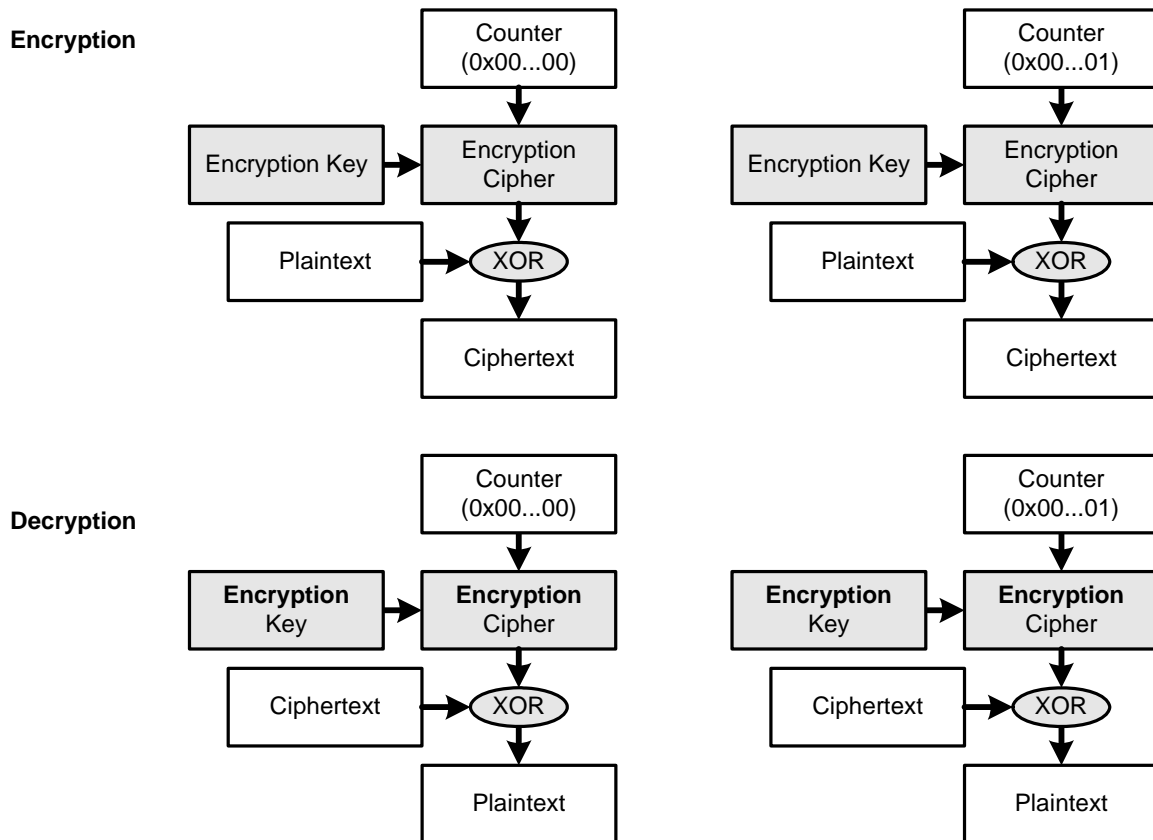 Encryption
Counter
(0x00...00)
Counter
(0x00...01)
Encryption Key
Encryption
Cipher
Encryption Key
Encryption
Cipher
Plaintext
XOR
Plaintext
XOR
Ciphertext
Ciphertext
Decryption
Counter
(0x00...00)
Counter
(0x00...01)
Encryption
Key
Encryption
Cipher
Encryption
Key
Encryption
Cipher
Ciphertext
XOR
Ciphertext
XOR
Plaintext
Plaintext